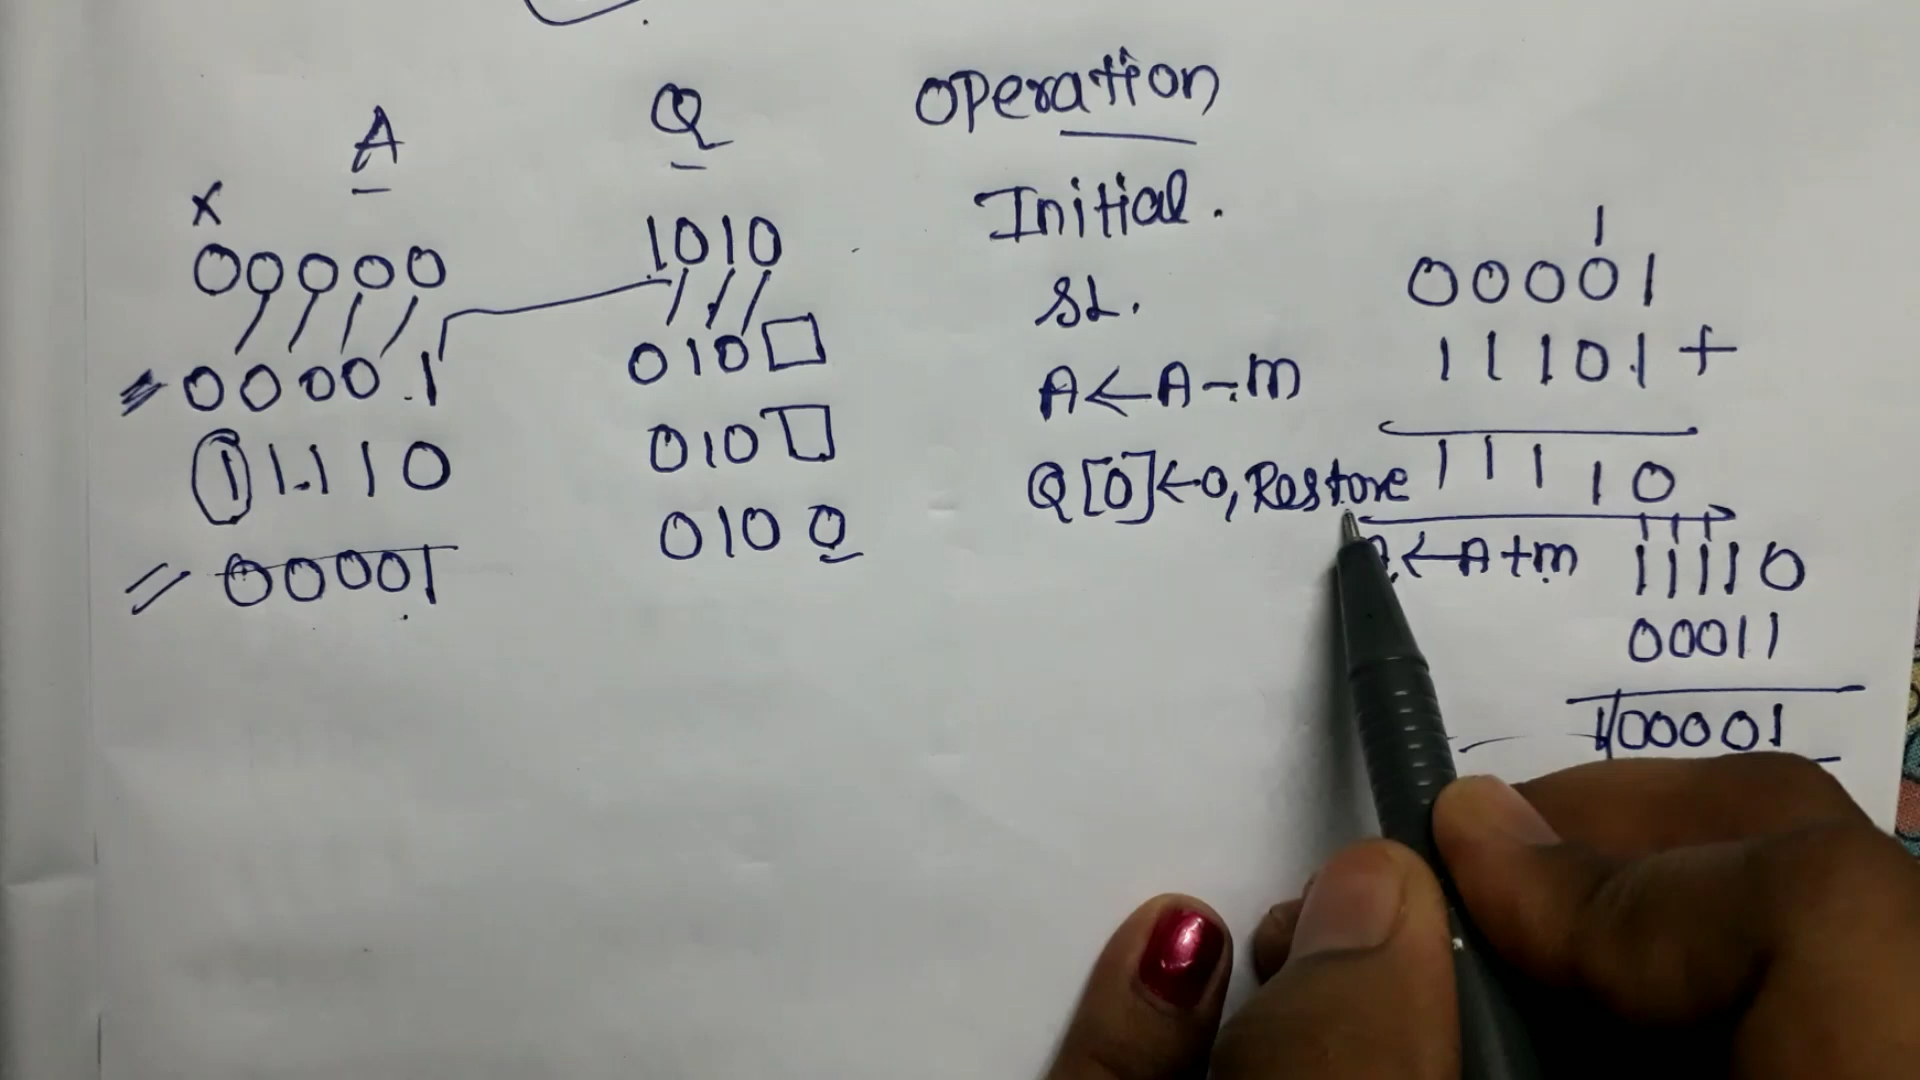 A Q Operation
x
00000 1010 Initial.
00001 010□ SL.
A ← A - m
11110 010□
Q[0] ← 0, Restore
= 00001 0100
A ← A + m
1
00001
11101 +
11110
11110
00011
100001